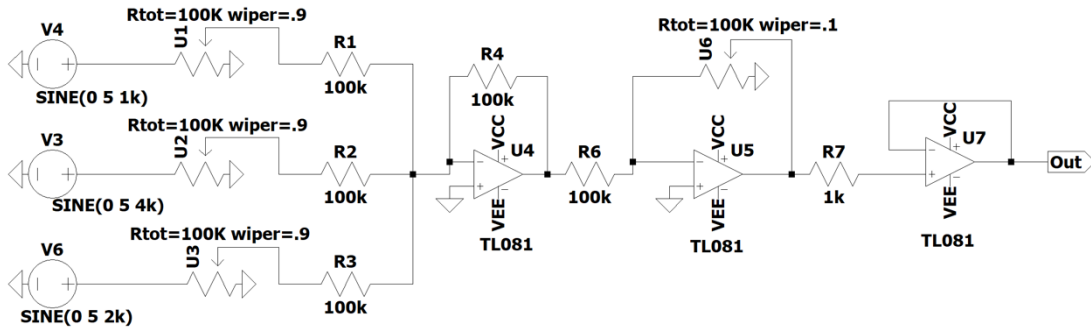 Rtot=100K wiper=.9
V4
U1
R1
100k
SINE(0 5 1k)
Rtot=100K wiper=.9
V3
U2
R2
100k
SINE(0 5 4k)
Rtot=100K wiper=.9
V6
U3
R3
100k
SINE(0 5 2k)
R4
100k
VCC
U4
VEE
TL081
R6
100k
Rtot=100K wiper=.1
U6
VCC
U5
VEE
TL081
R7
1k
VCC
U7
VEE
TL081
Out